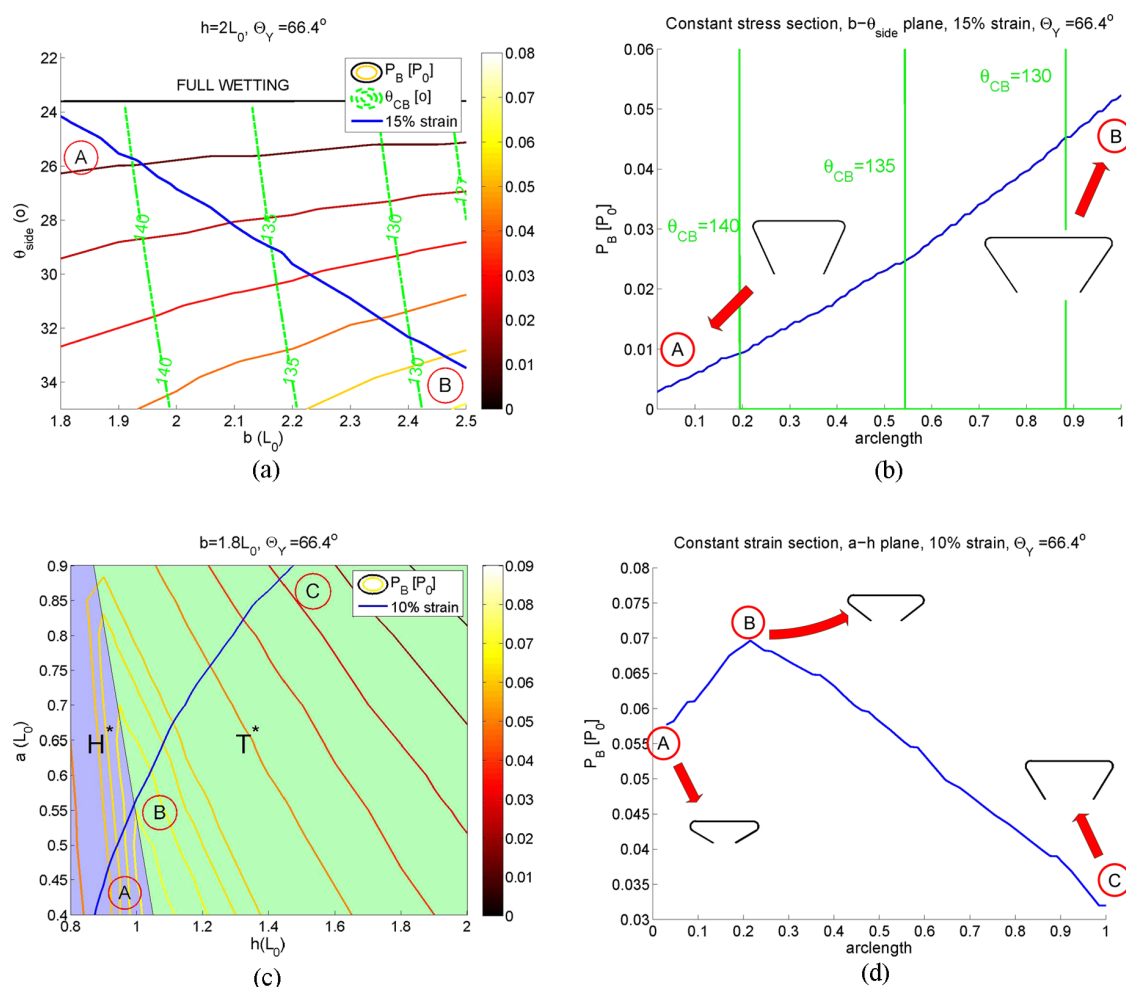 h=2L0, ΘY =66.4o
FULL WETTING
PB [P0]
θCB [o]
15% strain
A
B
140
135
130
127
140
135
130
22
24
26
28
30
32
34
θside (o)
1.8 1.9 2 2.1 2.2 2.3 2.4 2.5
b (L0)
0.08
0.07
0.06
0.05
0.04
0.03
0.02
0.01
0
(a)
Constant stress section, b−θside plane, 15% strain, ΘY=66.4o
0.06
0.05
0.04
0.03
0.02
0.01
0
PB [P0]
θCB=130
θCB=135
θCB=140
B
A
0.1 0.2 0.3 0.4 0.5 0.6 0.7 0.8 0.9 1
arclength
(b)
b=1.8L0, ΘY =66.4o
PB [P0]
10% strain
C
H*
T*
B
A
0.9
0.85
0.8
0.75
0.7
0.65
0.6
0.55
0.5
0.45
0.4
a (L0)
0.8 1 1.2 1.4 1.6 1.8 2
h(L0)
0.09
0.08
0.07
0.06
0.05
0.04
0.03
0.02
0.01
0
(c)
Constant strain section, a−h plane, 10% strain, ΘY=66.4o
0.08
0.075
0.07
0.065
0.06
0.055
0.05
0.045
0.04
0.035
0.03
PB [P0]
B
A
C
0 0.1 0.2 0.3 0.4 0.5 0.6 0.7 0.8 0.9 1
arclength
(d)